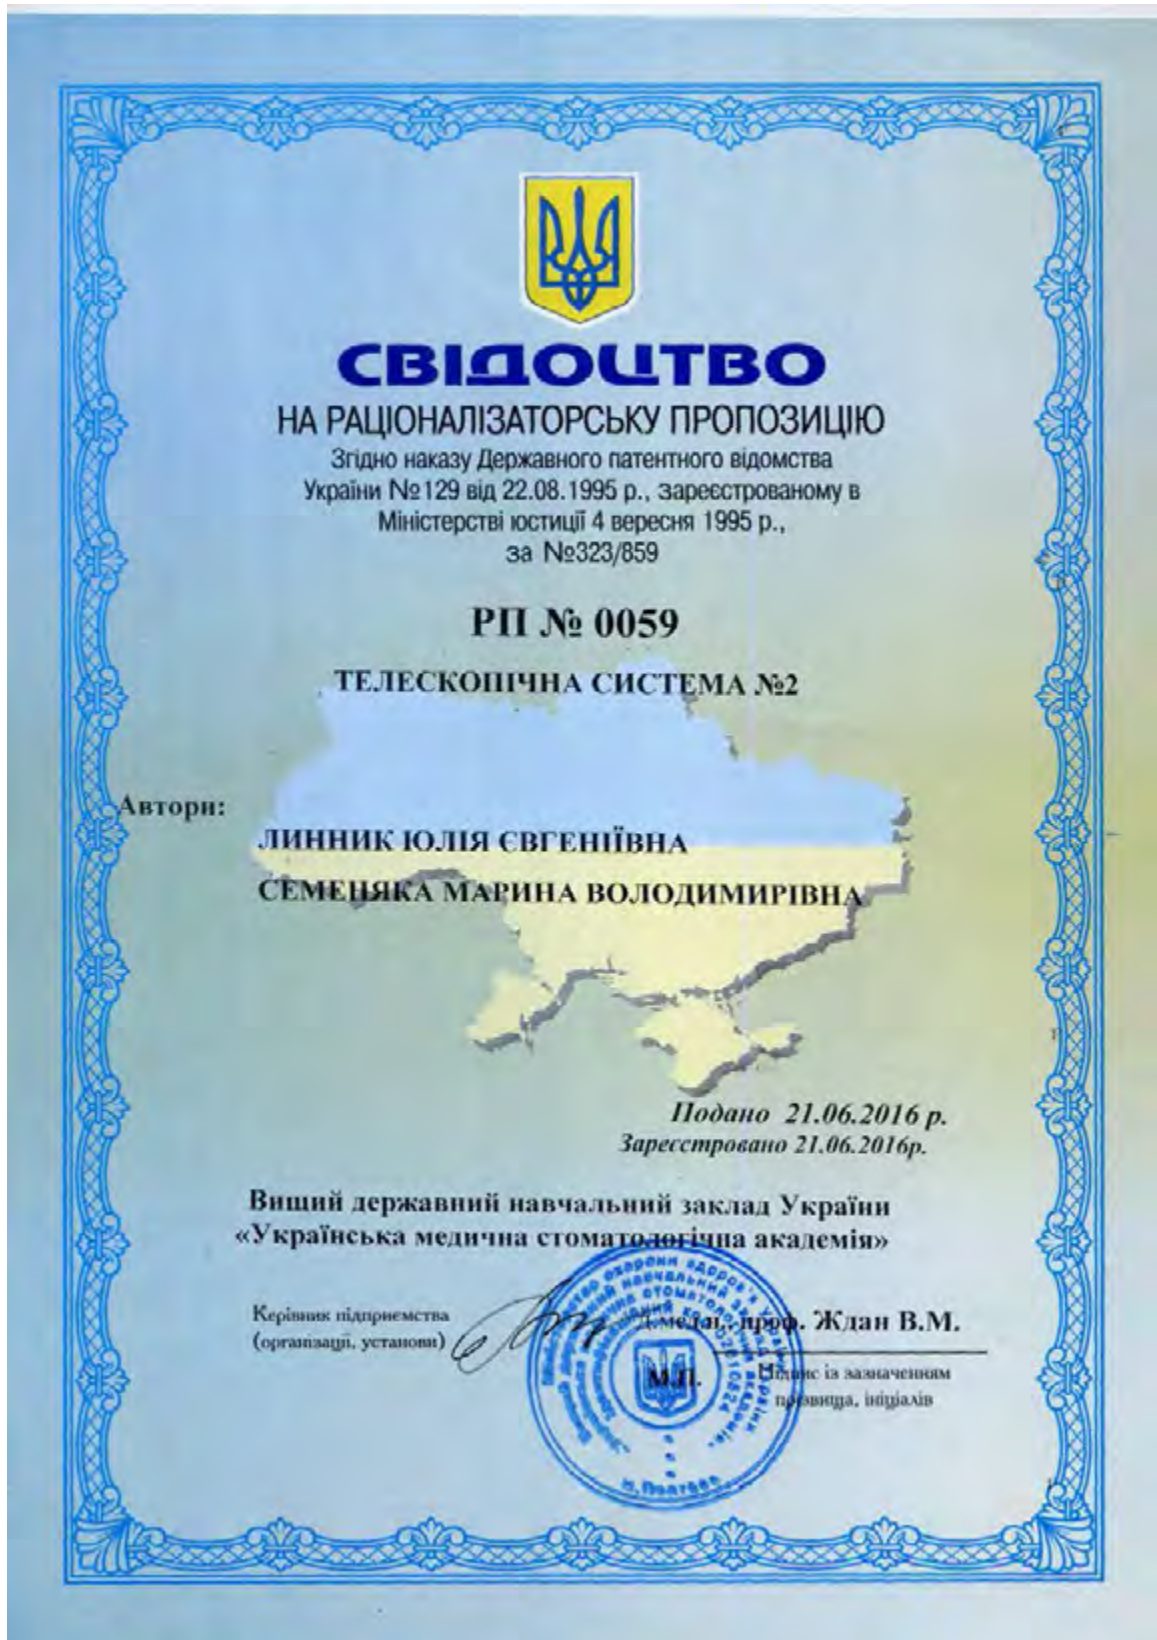 СВІДОЦТВО
НА РАЦІОНАЛІЗАТОРСЬКУ ПРОПОЗИЦІЮ
Згідно наказу Державного патентного відомства
України №129 від 22.08.1995 р., зареєстрованому в
Міністерстві юстиції 4 вересня 1995 р.,
за №323/859
РП № 0059
ТЕЛЕСКОПІЧНА СИСТЕМА №2
Автори:
ЛИННИК ЮЛІЯ ЄВГЕНІЇВНА
СЕМЕНЯКА МАРИНА ВОЛОДИМИРІВНА
Подано 21.06.2016 р.
Зареєстровано 21.06.2016р.
Вищий державний навчальний заклад України
«Українська медична стоматологічна академія»
Керівник підприємства
(організації, установи)
д.мед.н., проф. Ждан В.М.
М.П.
Підпис із зазначенням
прізвища, ініціалів
м.Полтава